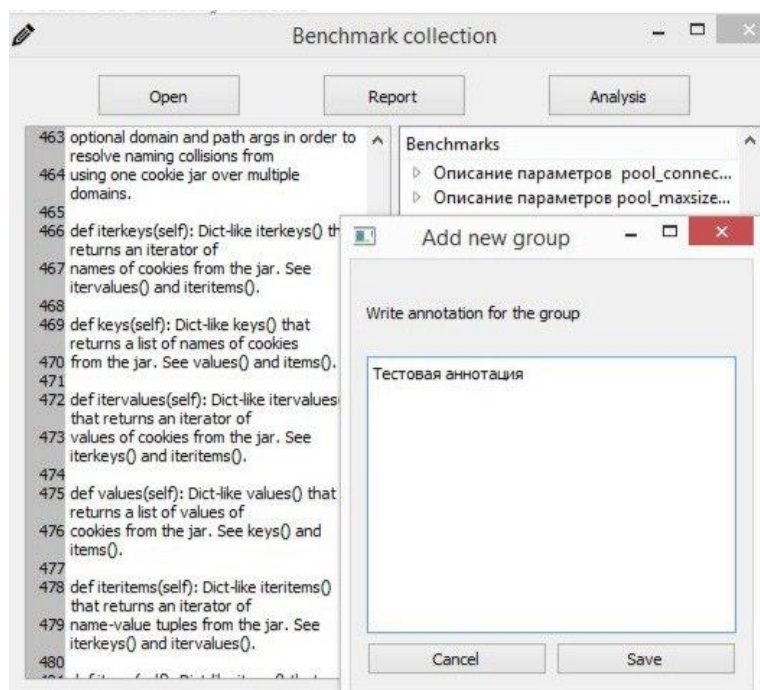 Benchmark collection
Open
Report
Analysis
463 optional domain and path args in order to
resolve naming collisions from
464 using one cookie jar over multiple
domains.
465
466 def iterkeys(self): Dict-like iterkeys() th
returns an iterator of
467 names of cookies from the jar. See
itervalues() and iteritems().
468
469 def keys(self): Dict-like keys() that
returns a list of names of cookies
470 from the jar. See values() and items().
471
472 def itervalues(self): Dict-like itervalues
that returns an iterator of
473 values of cookies from the jar. See
iterkeys() and iteritems().
474
475 def values(self): Dict-like values() that
returns a list of values of
476 cookies from the jar. See keys() and
items().
477
478 def iteritems(self): Dict-like iteritems()
that returns an iterator of
479 name-value tuples from the jar. See
iterkeys() and itervalues().
480
Benchmarks
Описание параметров pool_connec...
Описание параметров pool_maxsize...
Add new group
Write annotation for the group
Тестовая аннотация
Cancel
Save